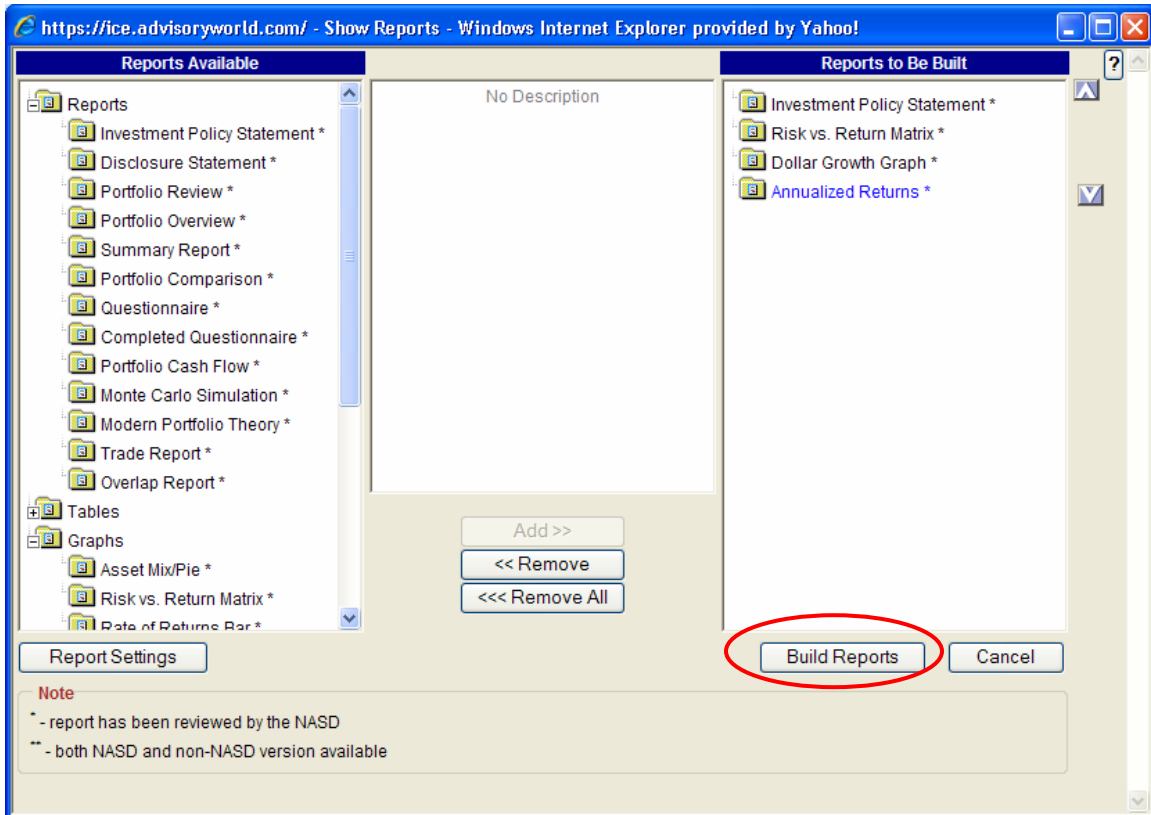 https://ice.advisoryworld.com/ - Show Reports - Windows Internet Explorer provided by Yahoo!
Reports Available
Reports
Investment Policy Statement *
Disclosure Statement *
Portfolio Review *
Portfolio Overview *
Summary Report *
Portfolio Comparison *
Questionnaire *
Completed Questionnaire *
Portfolio Cash Flow *
Monte Carlo Simulation *
Modern Portfolio Theory *
Trade Report *
Overlap Report *
Tables
Graphs
Asset Mix/Pie *
Risk vs. Return Matrix *
Rate of Returns Bar *
No Description
Add >>
<< Remove
<<< Remove All
Reports to Be Built
?
Investment Policy Statement *
Risk vs. Return Matrix *
Dollar Growth Graph *
Annualized Returns *
Report Settings
Build Reports
Cancel
Note
* - report has been reviewed by the NASD
** - both NASD and non-NASD version available